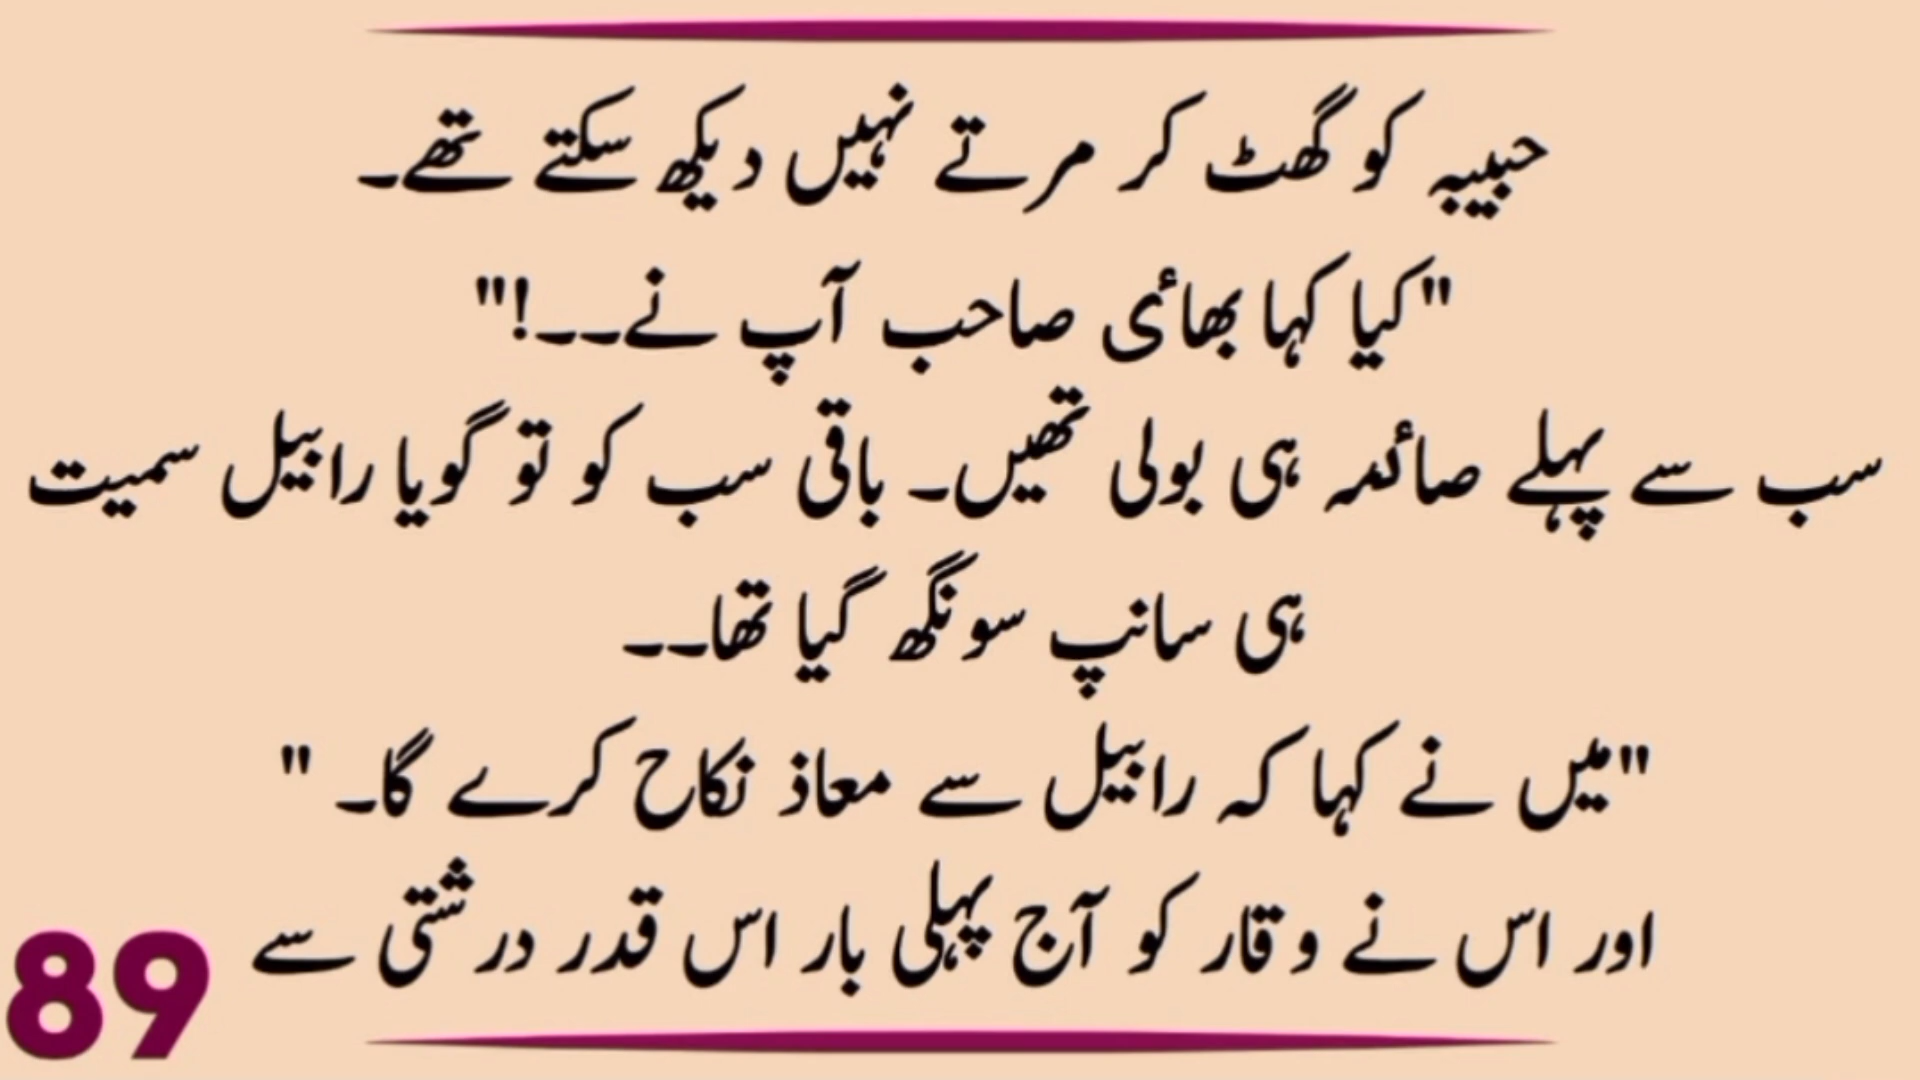 حبیبہ کو گھٹ کر مرتے نہیں دیکھ سکتے تھے۔
"کیا کہا بھائی صاحب آپ نے۔۔۔!"
سب سے پہلے صائمہ ہی بولی تھیں۔ باقی سب کو تو گویا رابیل سمیت
ہی سانپ سونگھ گیا تھا۔۔۔
"میں نے کہا کہ رابیل سے معاذ نکاح کرے گا۔ "
اور اس نے وقار کو آج پہلی بار اس قدر درشتی سے
89